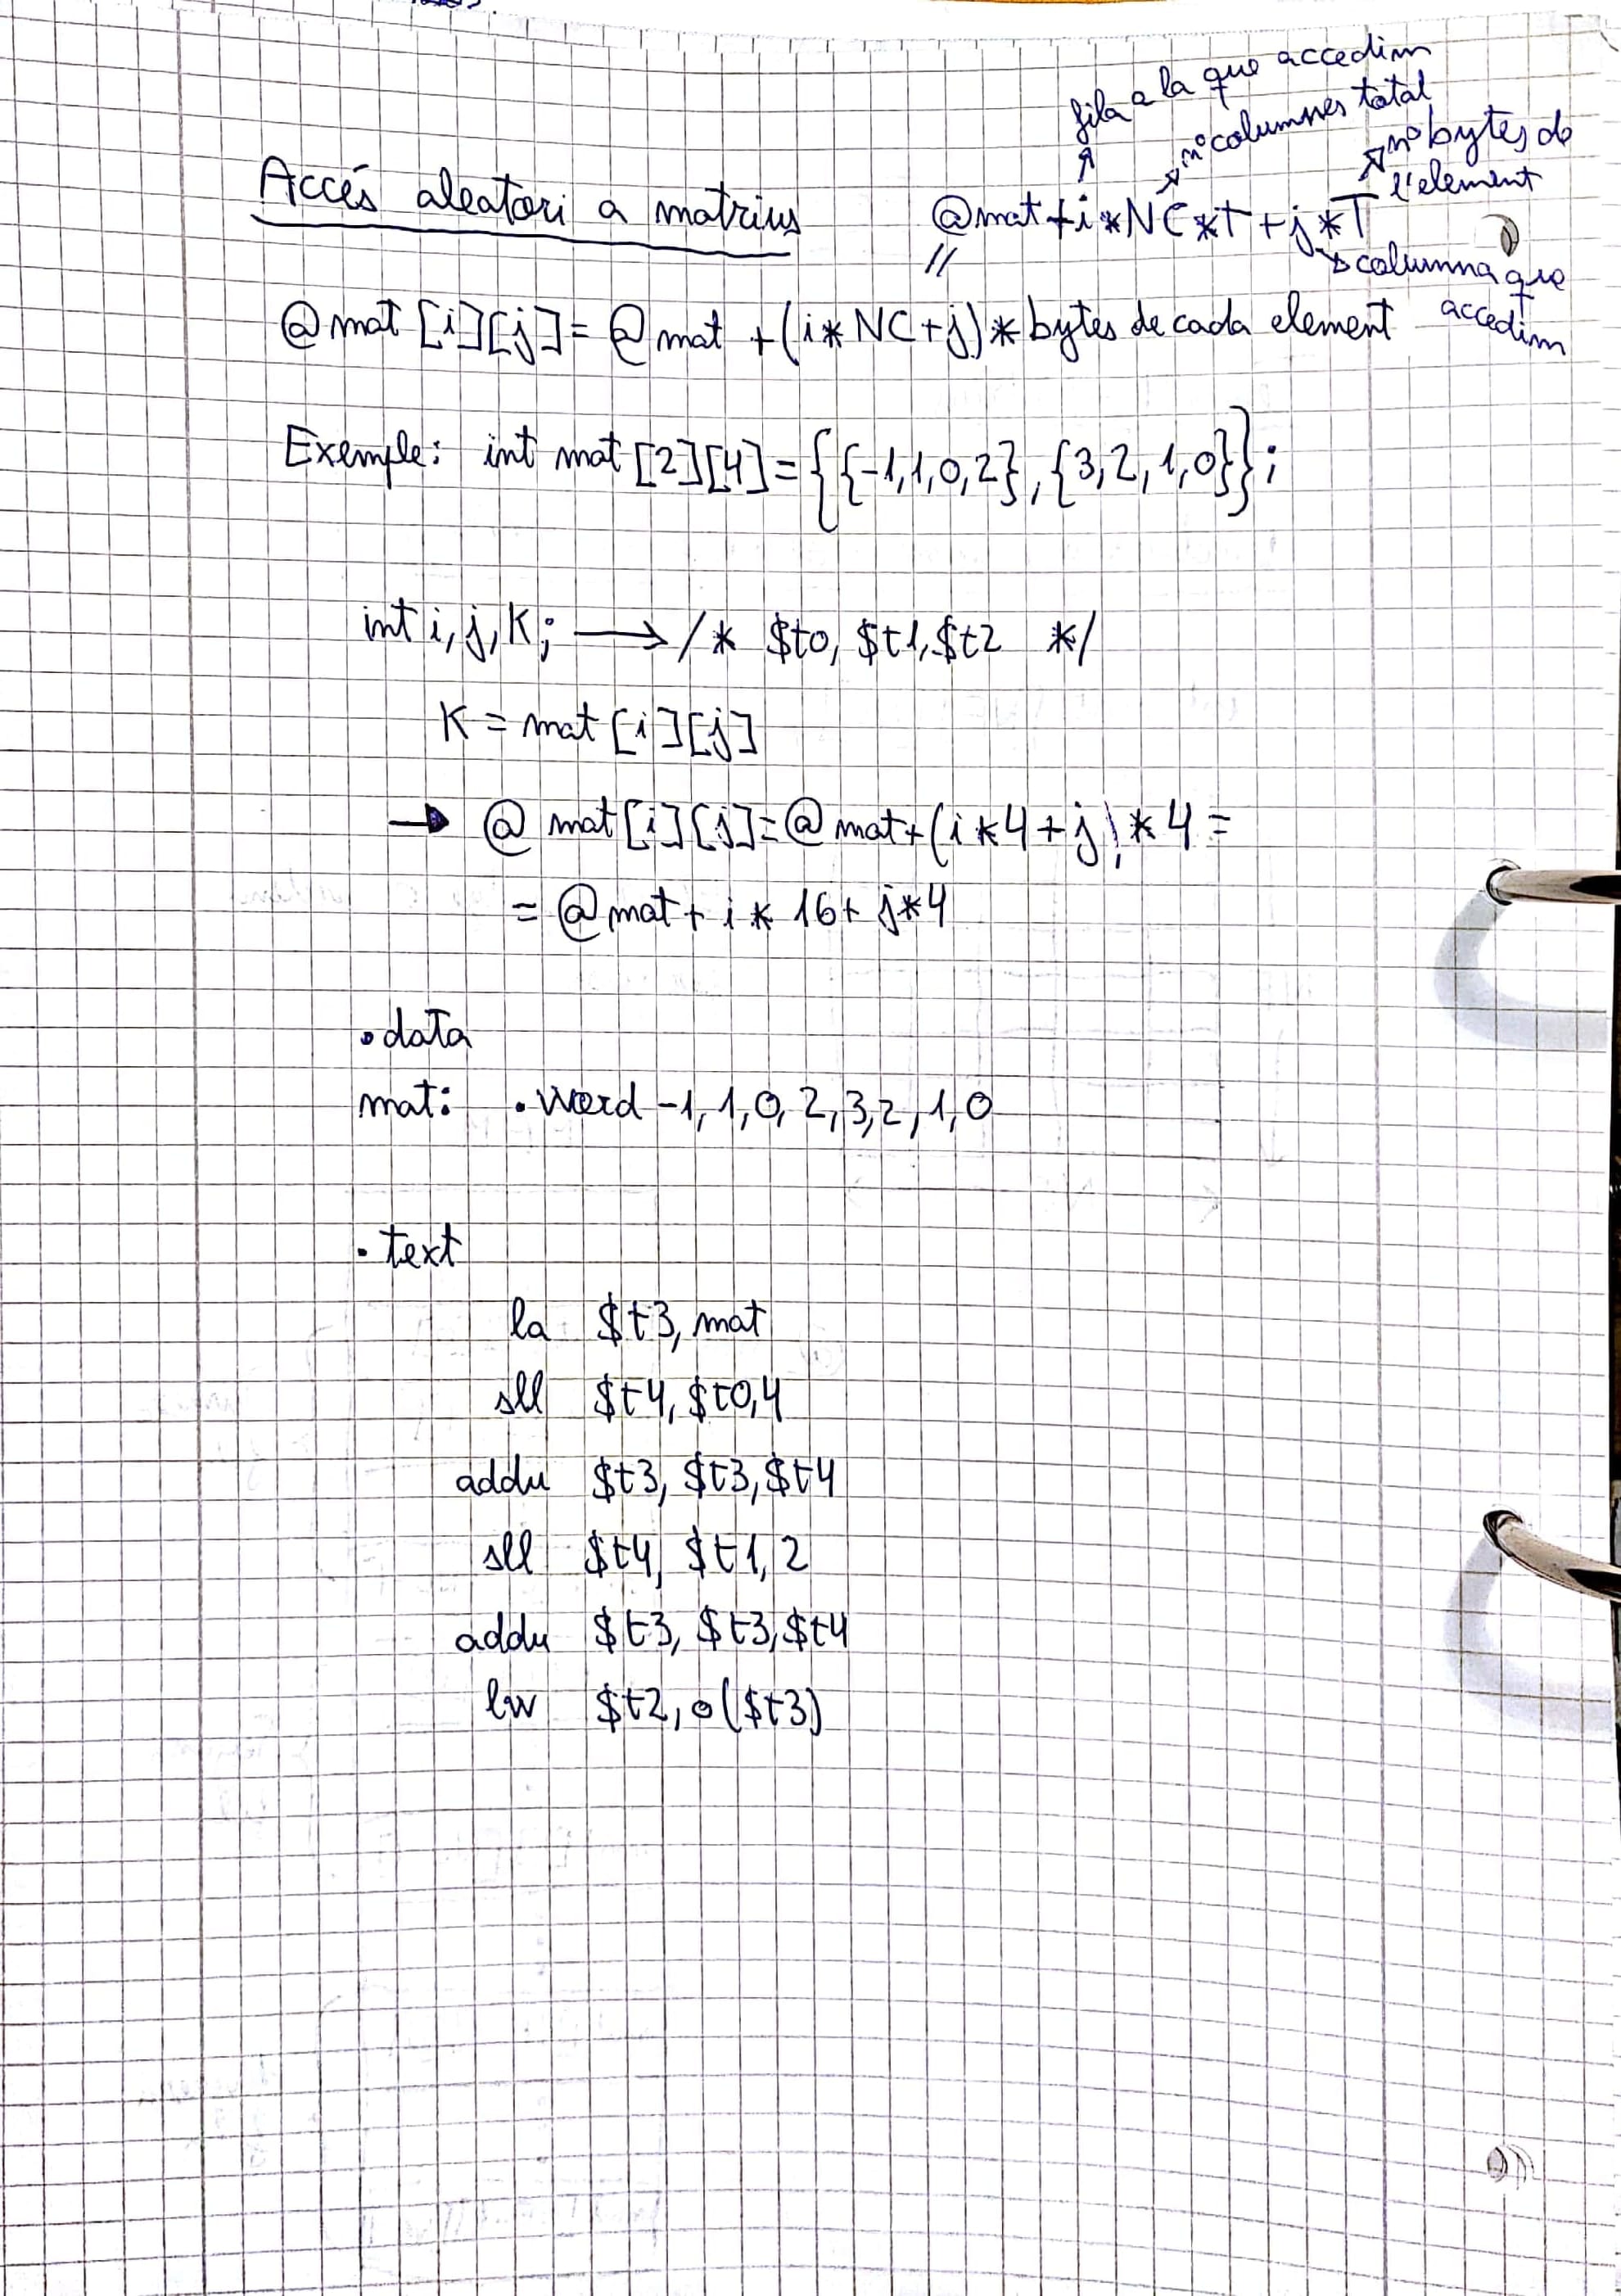 fila a la que accedim
nº columnes total
nº bytes de
l'element
Accés aleatori a matrius
@mat + i * NC * T + j * T
//
columna que
accedim
@mat [i][j] = @mat + (i * NC + j) * bytes de cada element
Exemple: int mat [2][4] = {{-1,1,0,2}, {3,2,1,0}};
int i, j, K; → /* $t0, $t1, $t2 */
K = mat [i][j]
→ @ mat [i][j] = @ mat + (i * 4 + j) * 4 =
= @mat + i * 16 + j * 4
.data
mat: .word -1, 1, 0, 2, 3, 2, 1, 0
.text
la $t3, mat
sll $t4, $t0, 4
addu $t3, $t3, $t4
sll $t4, $t1, 2
addu $t3, $t3, $t4
lw $t2, 0($t3)